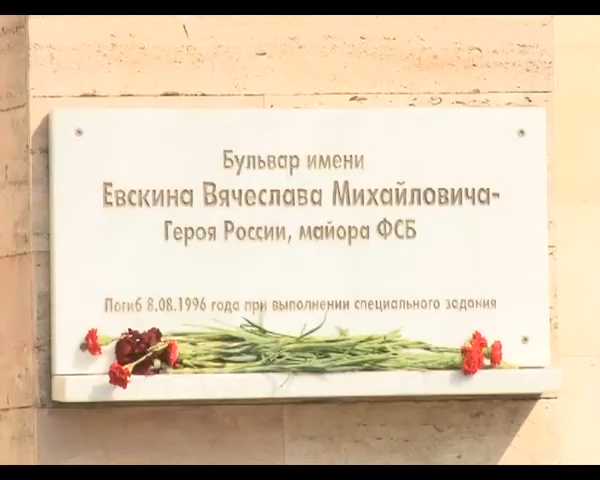 Бульвар имени
Евскина Вячеслава Михайловича-
Героя России, майора ФСБ
Погиб 8.08.1996 года при выполнении специального задания